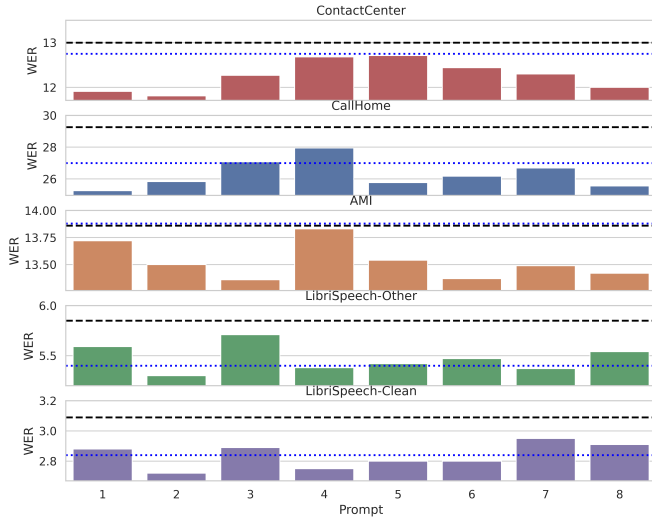 ContactCenter
13
12
WER
CallHome
30
28
26
WER
AMI
14.00
13.75
13.50
WER
LibriSpeech-Other
6.0
5.5
WER
LibriSpeech-Clean
3.2
3.0
2.8
WER
1 2 3 4 5 6 7 8
Prompt